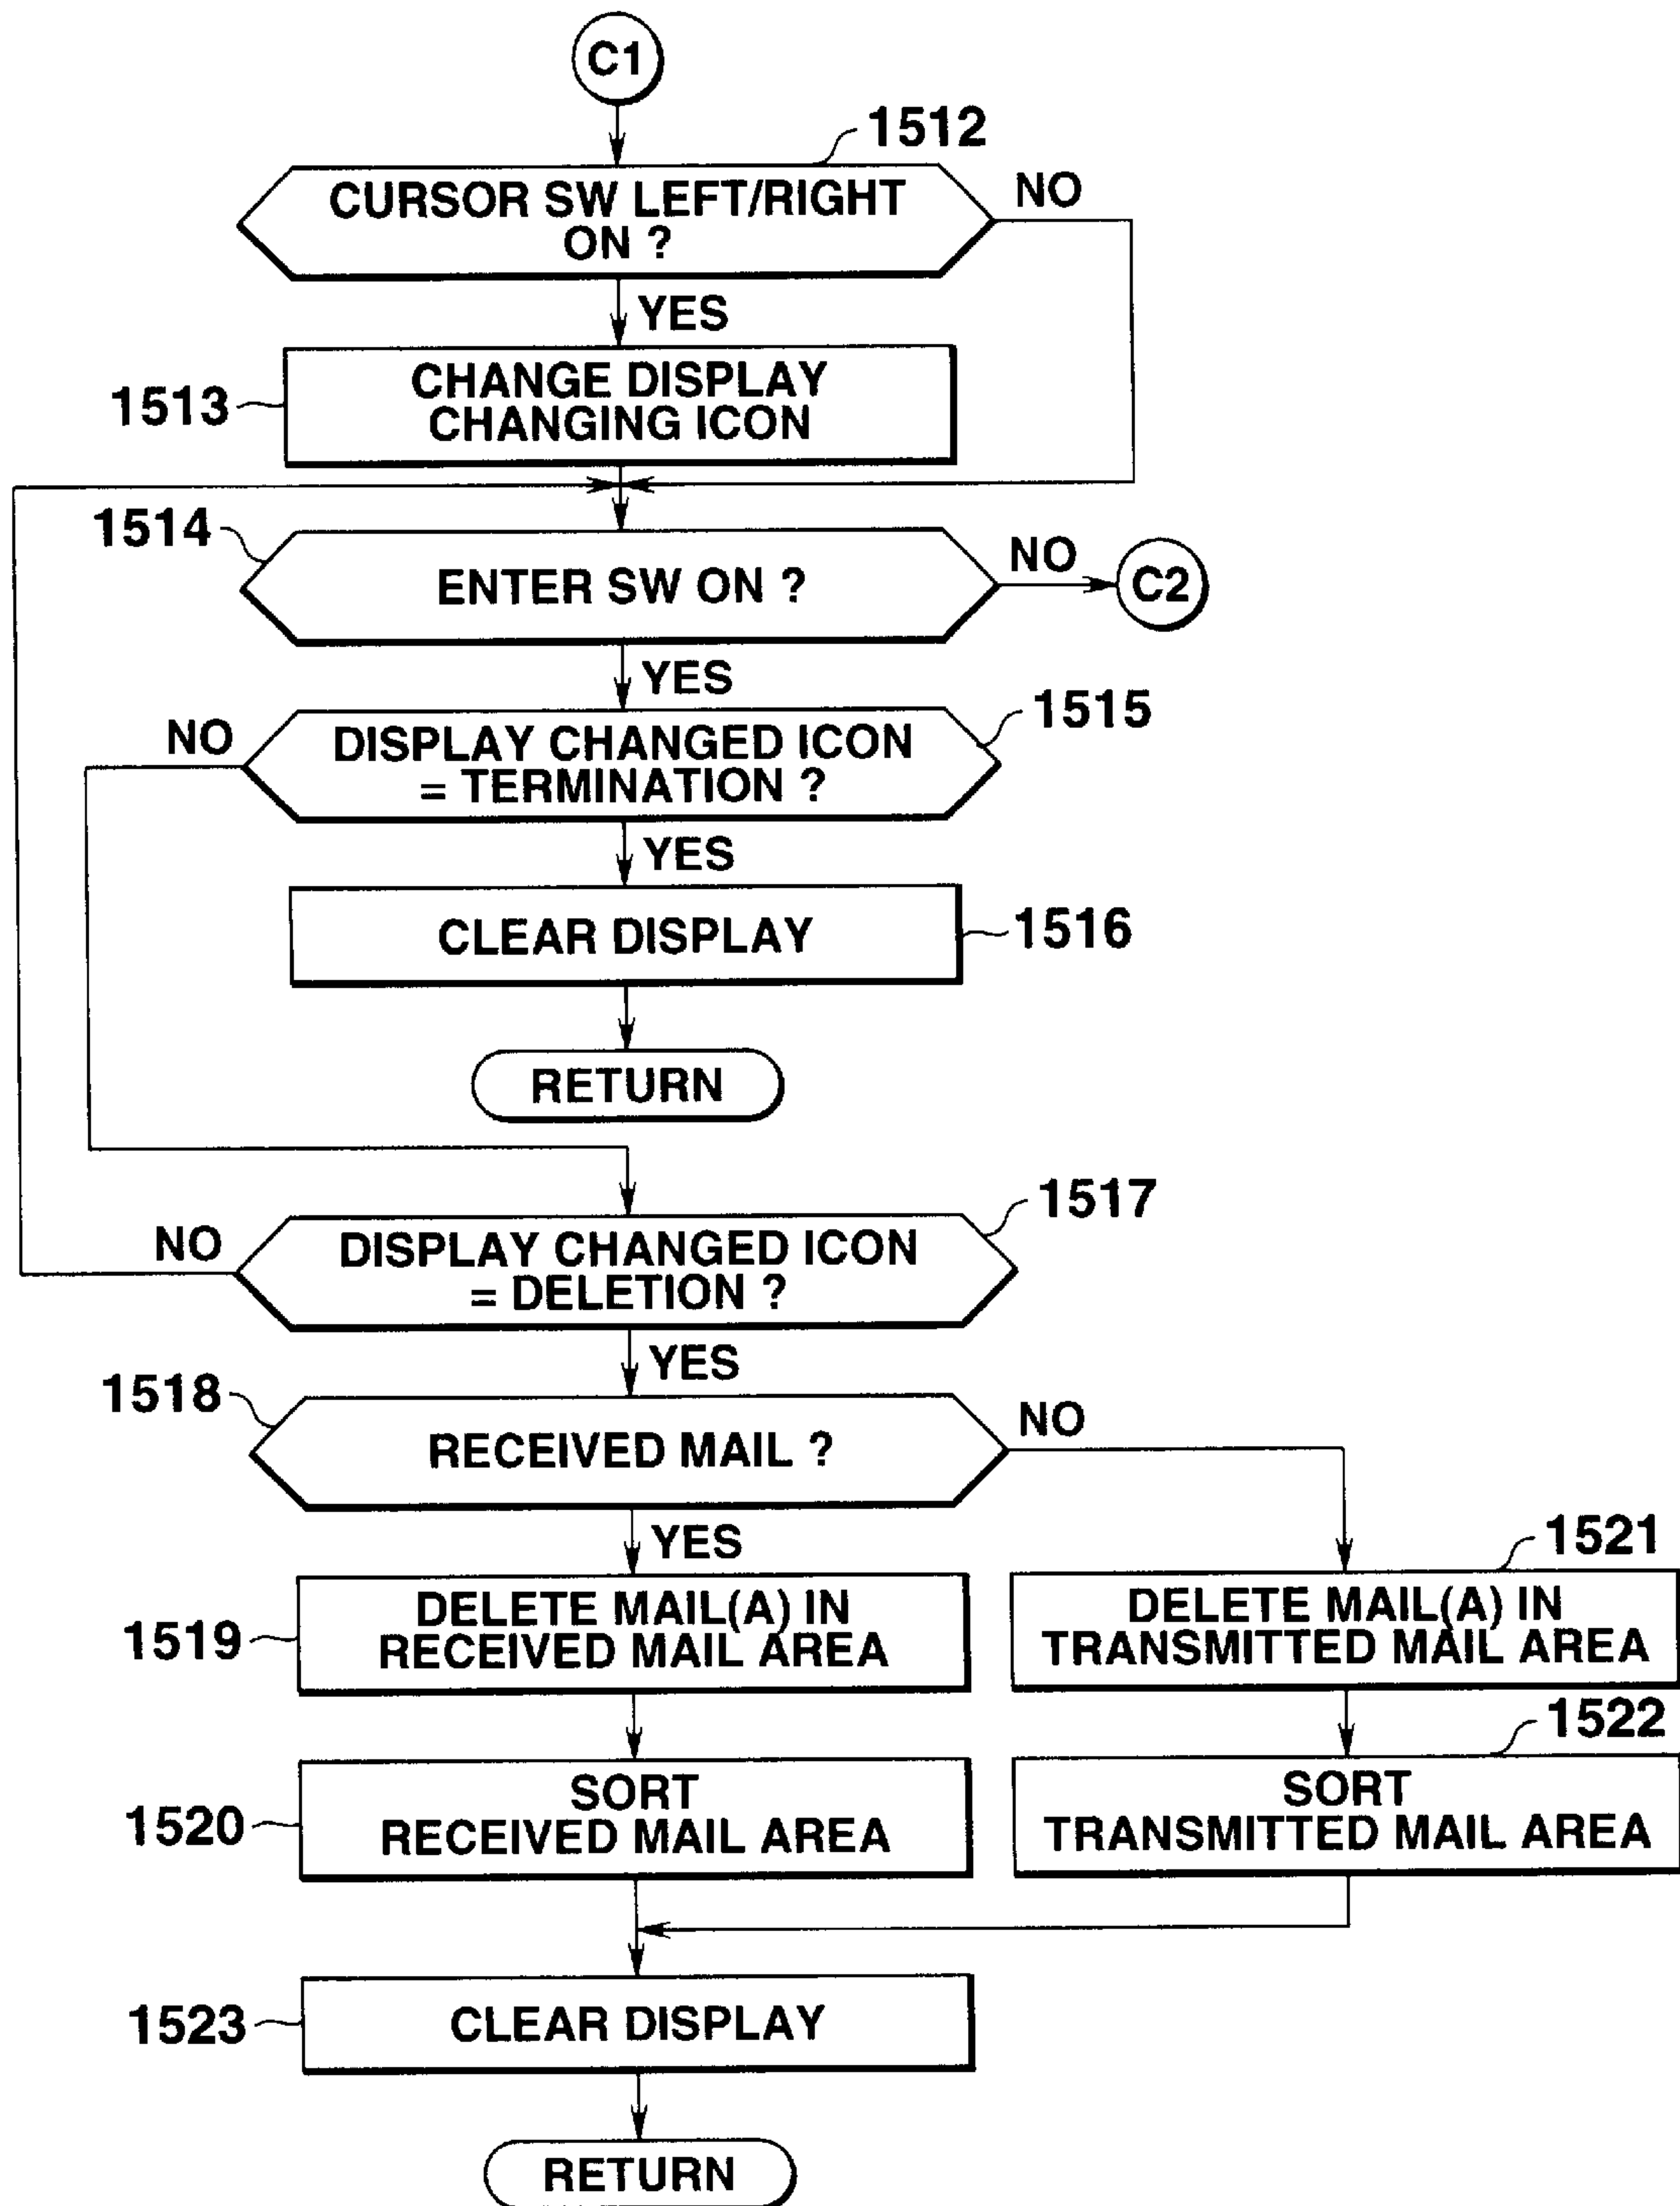 C1
1512
CURSOR SW LEFT/RIGHT
ON ?
NO
YES
1513
CHANGE DISPLAY
CHANGING ICON
1514
ENTER SW ON ?
NO
C2
YES
1515
NO
DISPLAY CHANGED ICON
= TERMINATION ?
YES
CLEAR DISPLAY
1516
RETURN
1517
NO
DISPLAY CHANGED ICON
= DELETION ?
YES
1518
RECEIVED MAIL ?
NO
YES
1519
DELETE MAIL(A) IN
RECEIVED MAIL AREA
1521
DELETE MAIL(A) IN
TRANSMITTED MAIL AREA
1520
SORT
RECEIVED MAIL AREA
1522
SORT
TRANSMITTED MAIL AREA
1523
CLEAR DISPLAY
RETURN